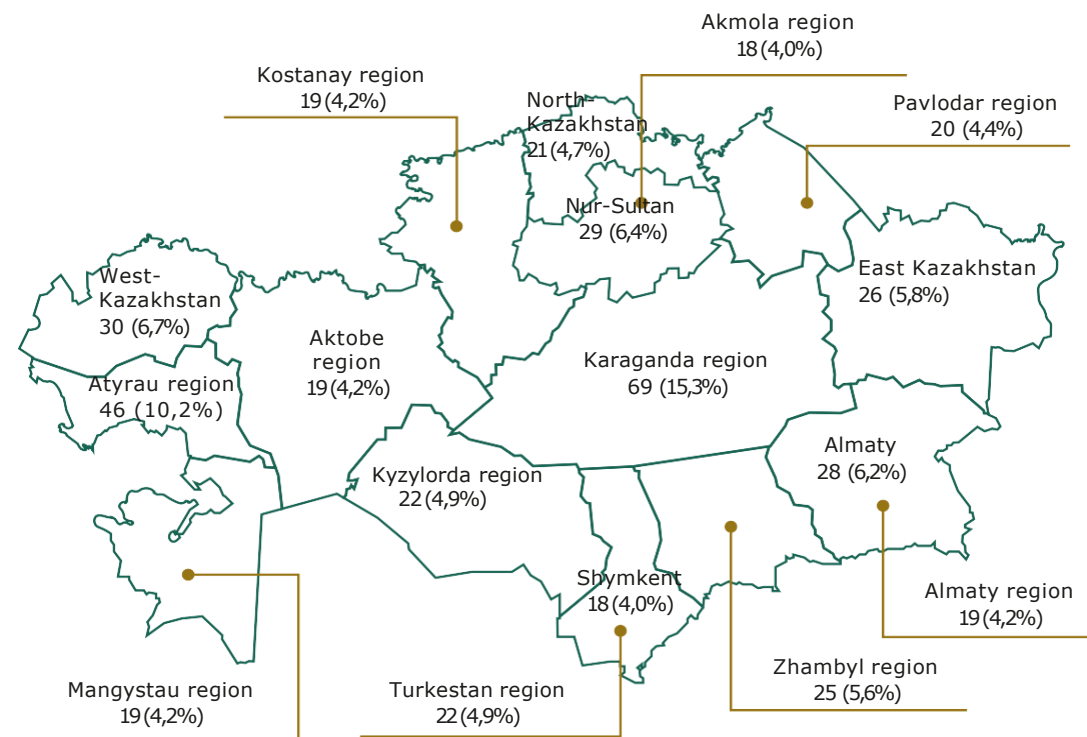 Akmola region
18 (4,0%)
Kostanay region
19 (4,2%)
North-
Kazakhstan
21 (4,7%)
Pavlodar region
20 (4,4%)
Nur-Sultan
29 (6,4%)
East Kazakhstan
26 (5,8%)
West-
Kazakhstan
30 (6,7%)
Aktobe
region
19 (4,2%)
Karaganda region
69 (15,3%)
Atyrau region
46 (10,2%)
Almaty
28 (6,2%)
Kyzylorda region
22 (4,9%)
Shymkent
18 (4,0%)
Almaty region
19 (4,2%)
Zhambyl region
25 (5,6%)
Mangystau region
19 (4,2%)
Turkestan region
22 (4,9%)